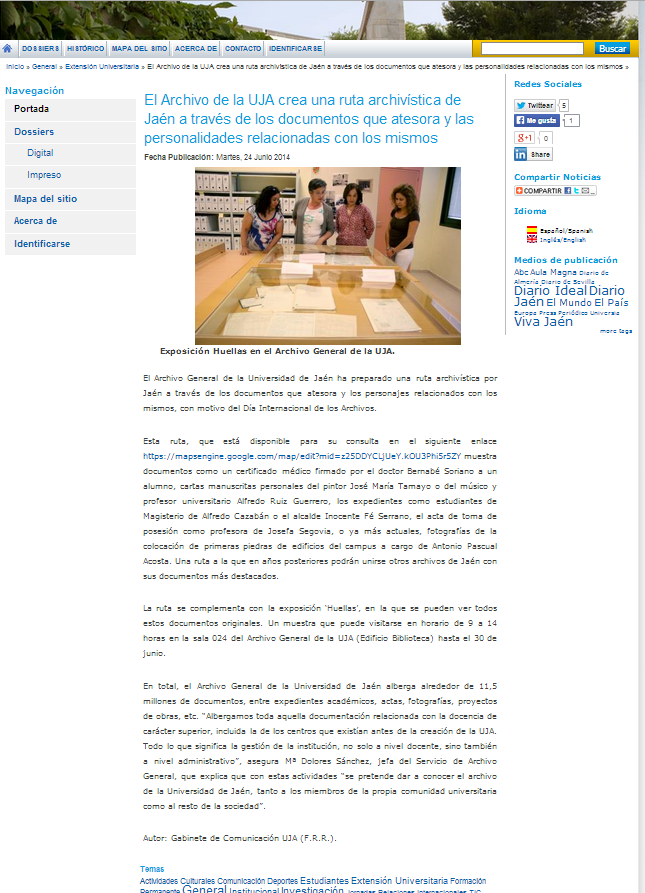 DOSSIERS HISTÓRICO MAPA DEL SITIO ACERCA DE CONTACTO IDENTIFICARSE Buscar
Inicio » General » Extensión Universitaria » El Archivo de la UJA crea una ruta archivística de Jaén a través de los documentos que atesora y las personalidades relacionadas con los mismos »
Navegación
Portada
Dossiers
Digital
Impreso
Mapa del sitio
Acerca de
Identificarse
El Archivo de la UJA crea una ruta archivística de
Jaén a través de los documentos que atesora y las
personalidades relacionadas con los mismos
Fecha Publicación: Martes, 24 Junio 2014
Exposición Huellas en el Archivo General de la UJA.
El Archivo General de la Universidad de Jaén ha preparado una ruta archivística por
Jaén a través de los documentos que atesora y los personajes relacionados con los
mismos, con motivo del Día Internacional de los Archivos.
Esta ruta, que está disponible para su consulta en el siguiente enlace
https://mapsengine.google.com/map/edit?mid=z25DDYCLJUeY.kOU3Phi5r5ZY muestra
documentos como un certificado médico firmado por el doctor Bernabé Soriano a un
alumno, cartas manuscritas personales del pintor José María Tamayo o del músico y
profesor universitario Alfredo Ruiz Guerrero, los expedientes como estudiantes de
Magisterio de Alfredo Cazabán o el alcalde Inocente Fé Serrano, el acta de toma de
posesión como profesora de Josefa Segovia, o ya más actuales, fotografías de la
colocación de primeras piedras de edificios del campus a cargo de Antonio Pascual
Acosta. Una ruta a la que en años posteriores podrán unirse otros archivos de Jaén con
sus documentos más destacados.
La ruta se complementa con la exposición 'Huellas', en la que se pueden ver todos
estos documentos originales. Un muestra que puede visitarse en horario de 9 a 14
horas en la sala 024 del Archivo General de la UJA (Edificio Biblioteca) hasta el 30 de
junio.
En total, el Archivo General de la Universidad de Jaén alberga alrededor de 11,5
millones de documentos, entre expedientes académicos, actas, fotografías, proyectos
de obras, etc. "Albergamos toda aquella documentación relacionada con la docencia de
carácter superior, incluida la de los centros que existían antes de la creación de la UJA.
Todo lo que significa la gestión de la institución, no solo a nivel docente, sino también
a nivel administrativo", asegura Mª Dolores Sánchez, jefa del Servicio de Archivo
General, que explica que con estas actividades "se pretende dar a conocer el archivo
de la Universidad de Jaén, tanto a los miembros de la propia comunidad universitaria
como al resto de la sociedad".
Autor: Gabinete de Comunicación UJA (F.R.R.).
Temas
Actividades Culturales Comunicación Deportes Estudiantes Extensión Universitaria Formación
Permanente General Institucional Investigación Jornadas Relaciones Internacionales TIC
Redes Sociales
Twittear 5
Me gusta 1
g+1 0
in Share
Compartir Noticias
COMPARTIR
Idioma
Español/Spanish
Inglés/English
Medios de publicación
Abc Aula Magna Diario de
Almería Diario de Sevilla
Diario Ideal Diario
Jaén El Mundo El País
Europa Press Periódico Universia
Viva Jaén
more tags